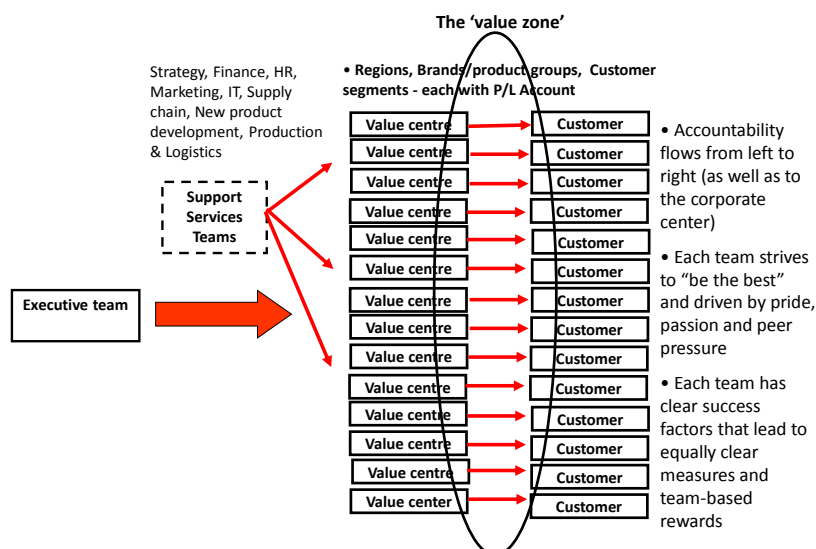 The ‘value zone’
Strategy, Finance, HR,
Marketing, IT, Supply
chain, New product
development, Production
& Logistics
• Regions, Brands/product groups, Customer
segments - each with P/L Account
Support
Services
Teams
Executive team
Value centre
Customer
Value centre
Customer
Value centre
Customer
Value centre
Customer
Value centre
Customer
Value centre
Customer
Value centre
Customer
Value centre
Customer
Value centre
Customer
Value centre
Customer
Value centre
Customer
Value centre
Customer
Value centre
Customer
Value center
Customer
• Accountability
flows from left to
right (as well as to
the corporate
center)
• Each team strives
to “be the best”
and driven by pride,
passion and peer
pressure
• Each team has
clear success
factors that lead to
equally clear
measures and
team-based
rewards